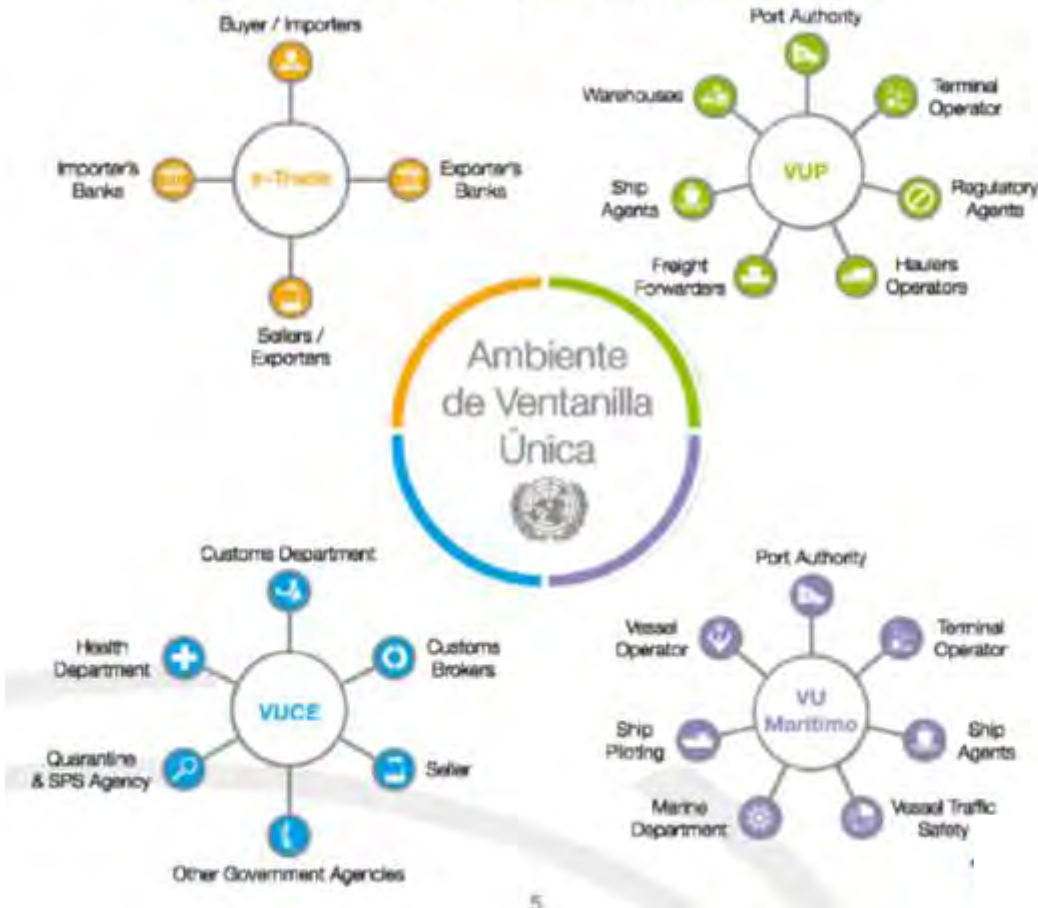 Buyer / Importers
Importer's
Banks
e-Trade
Exporter's
Banks
Sellers /
Exporters
Port Authority
Warehouses
Terminal
Operator
VUP
Ship
Agents
Regulatory
Agents
Freight
Forwarders
Haulers
Operators
Ambiente
de Ventanilla
Única
Customs Department
Health
Department
Customs
Brokers
VUCE
Quarantine
& SPS Agency
Seller
Other Government Agencies
Port Authority
Vessel
Operator
Terminal
Operator
VU
Marítimo
Ship
Piloting
Ship
Agents
Marine
Department
Vessel Traffic
Safety
5